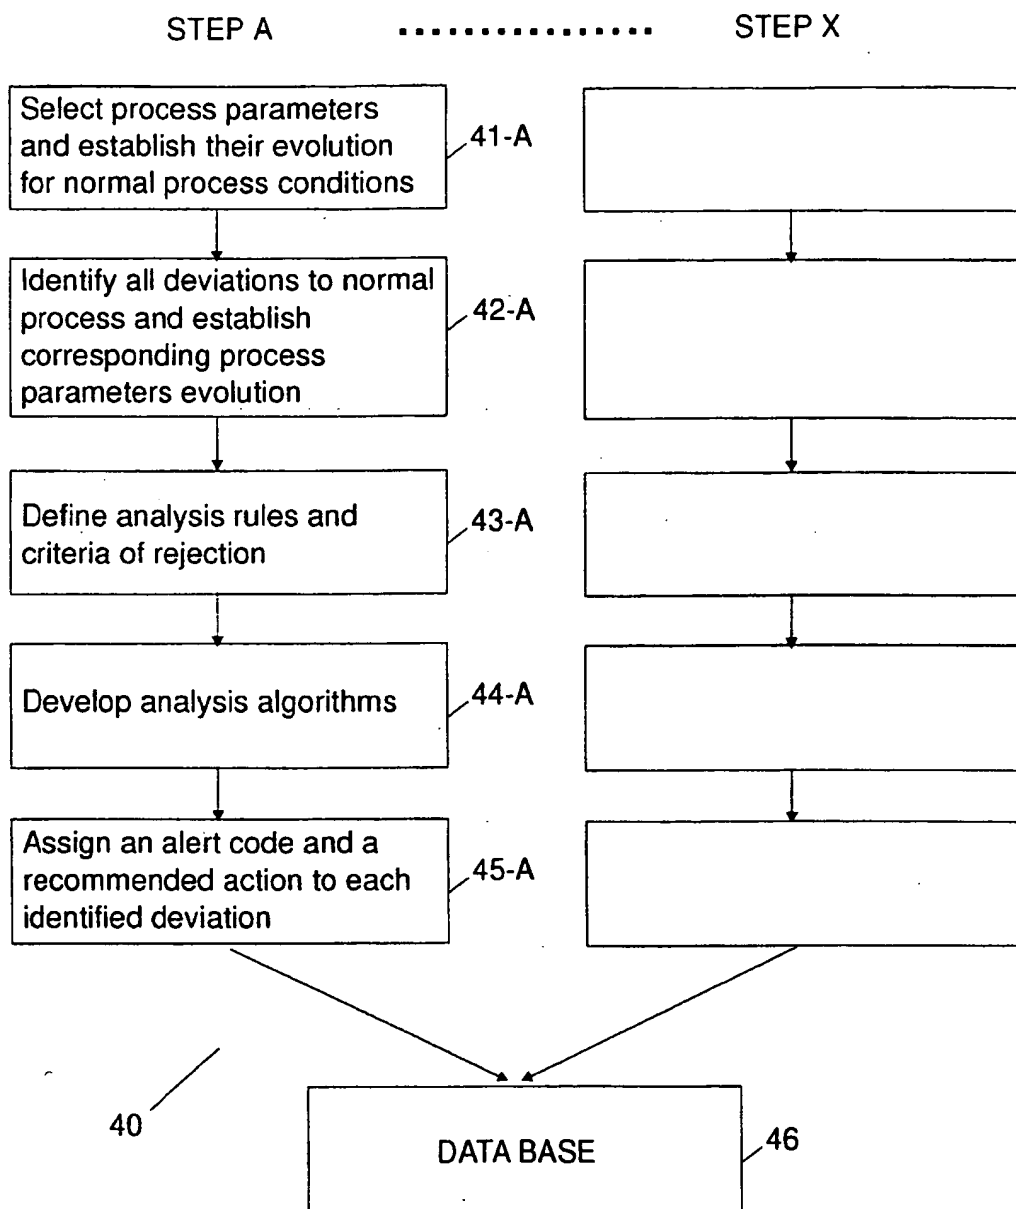 STEP A ................ STEP X
Select process parameters
and establish their evolution
for normal process conditions
41-A
Identify all deviations to normal
process and establish
corresponding process
parameters evolution
42-A
Define analysis rules and
criteria of rejection
43-A
Develop analysis algorithms
44-A
Assign an alert code and a
recommended action to each
identified deviation
45-A
40
DATA BASE
46